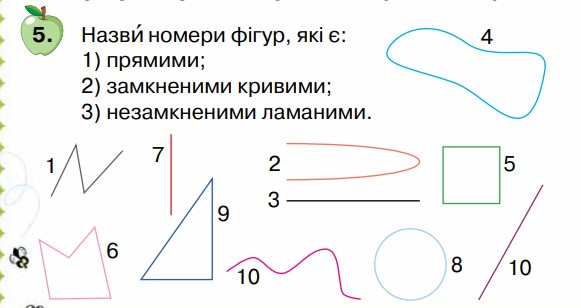 5. Назви́ номери фігур, які є:
1) прямими;
2) замкненими кривими;
3) незамкненими ламаними.
4
1
7
2
3
5
9
6
10
8
10